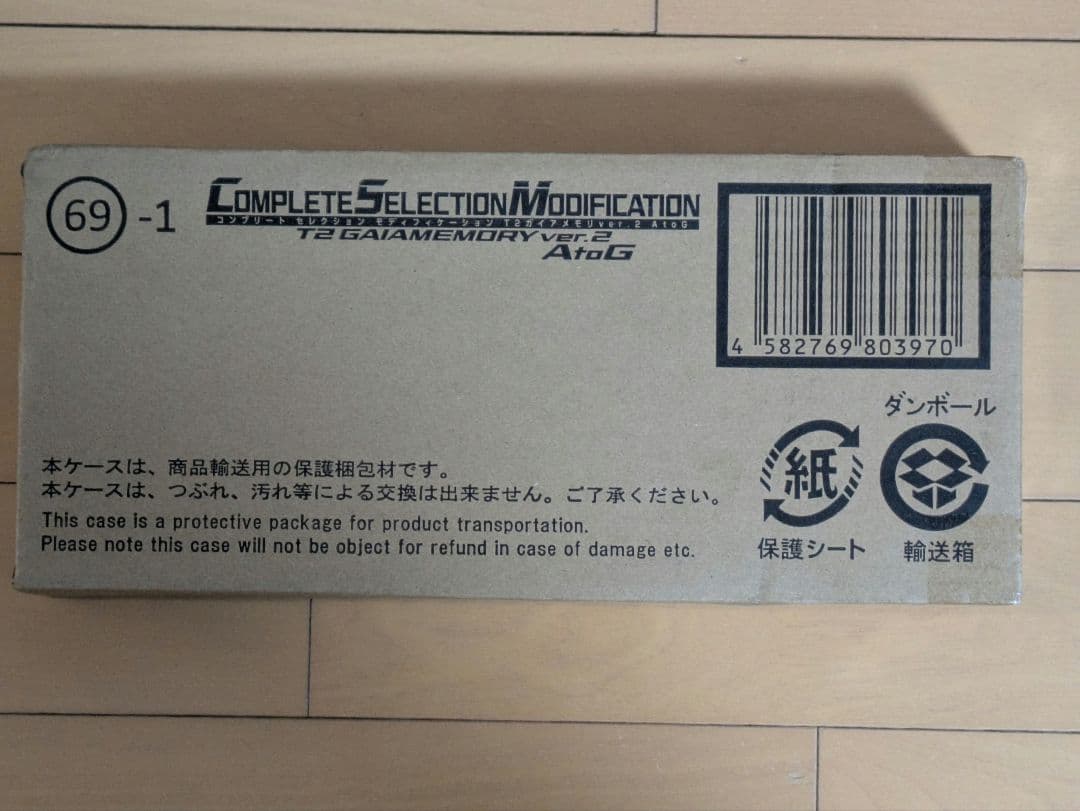 69 -1
COMPLETE SELECTION MODIFICATION
コンプリート セレクション モディフィケーション T2ガイアメモリver.2 AtoG
T2 GAIAMEMORY ver.2
AtoG
4 582769 803970
ダンボール
紙
保護シート
輸送箱
本ケースは、商品輸送用の保護梱包材です。
本ケースは、つぶれ、汚れ等による交換は出来ません。ご了承ください。
This case is a protective package for product transportation.
Please note this case will not be object for refund in case of damage etc.